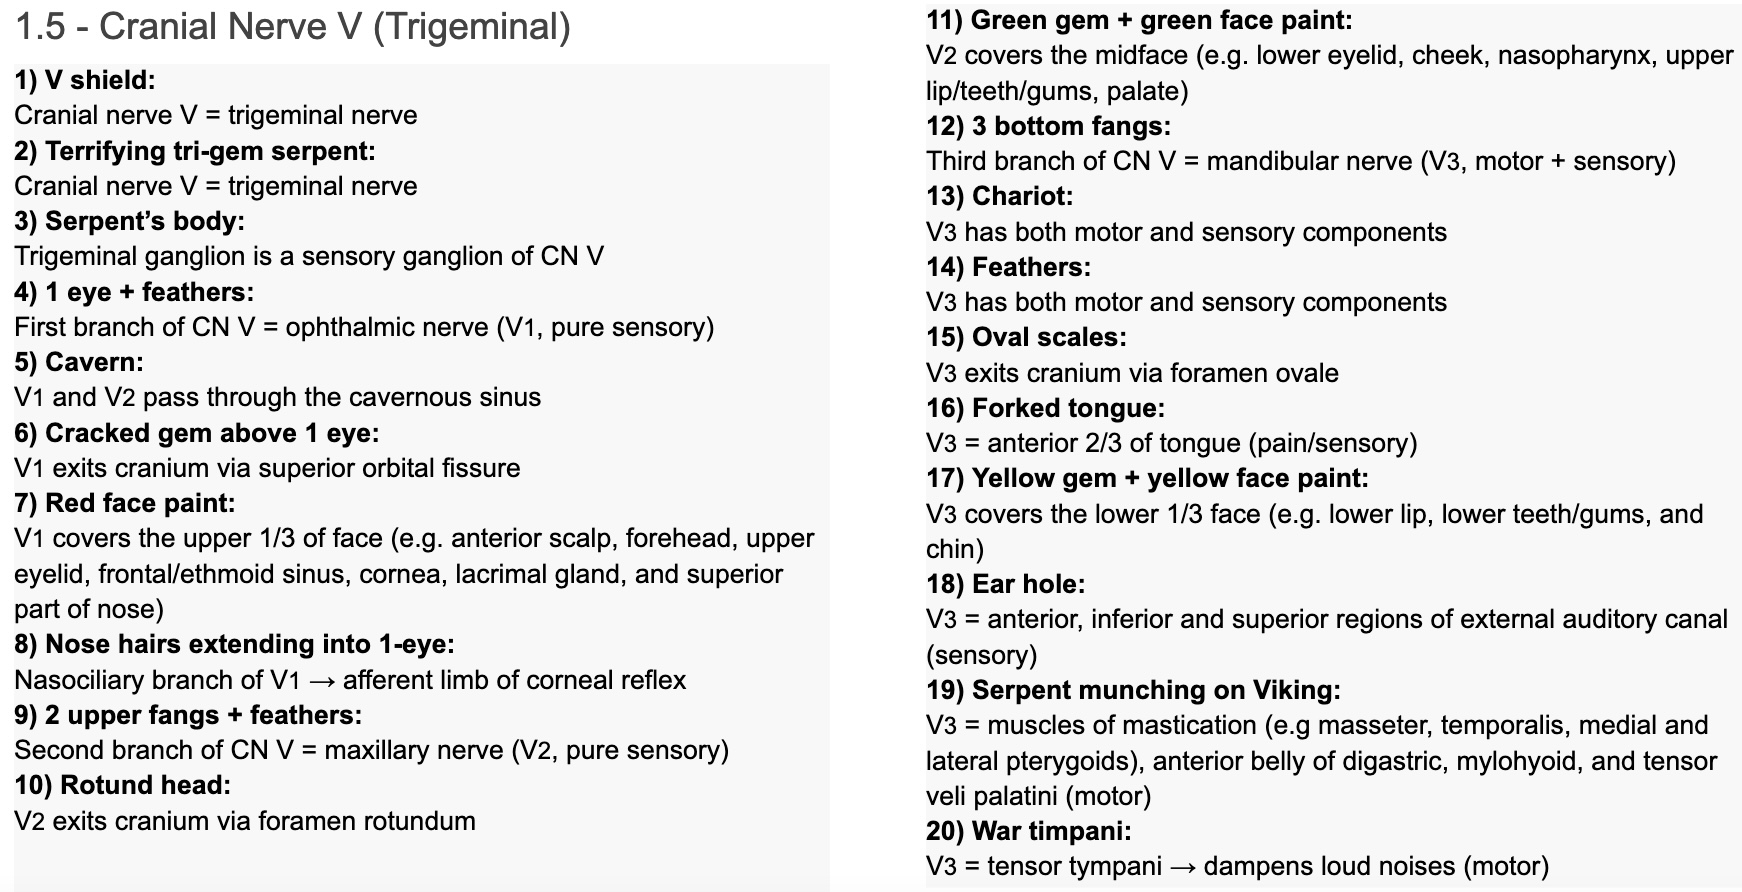 1.5 - Cranial Nerve V (Trigeminal)
1) V shield:
Cranial nerve V = trigeminal nerve
2) Terrifying tri-gem serpent:
Cranial nerve V = trigeminal nerve
3) Serpent’s body:
Trigeminal ganglion is a sensory ganglion of CN V
4) 1 eye + feathers:
First branch of CN V = ophthalmic nerve (V1, pure sensory)
5) Cavern:
V1 and V2 pass through the cavernous sinus
6) Cracked gem above 1 eye:
V1 exits cranium via superior orbital fissure
7) Red face paint:
V1 covers the upper 1/3 of face (e.g. anterior scalp, forehead, upper
eyelid, frontal/ethmoid sinus, cornea, lacrimal gland, and superior
part of nose)
8) Nose hairs extending into 1-eye:
Nasociliary branch of V1 → afferent limb of corneal reflex
9) 2 upper fangs + feathers:
Second branch of CN V = maxillary nerve (V2, pure sensory)
10) Rotund head:
V2 exits cranium via foramen rotundum
11) Green gem + green face paint:
V2 covers the midface (e.g. lower eyelid, cheek, nasopharynx, upper
lip/teeth/gums, palate)
12) 3 bottom fangs:
Third branch of CN V = mandibular nerve (V3, motor + sensory)
13) Chariot:
V3 has both motor and sensory components
14) Feathers:
V3 has both motor and sensory components
15) Oval scales:
V3 exits cranium via foramen ovale
16) Forked tongue:
V3 = anterior 2/3 of tongue (pain/sensory)
17) Yellow gem + yellow face paint:
V3 covers the lower 1/3 face (e.g. lower lip, lower teeth/gums, and
chin)
18) Ear hole:
V3 = anterior, inferior and superior regions of external auditory canal
(sensory)
19) Serpent munching on Viking:
V3 = muscles of mastication (e.g masseter, temporalis, medial and
lateral pterygoids), anterior belly of digastric, mylohyoid, and tensor
veli palatini (motor)
20) War timpani:
V3 = tensor tympani → dampens loud noises (motor)